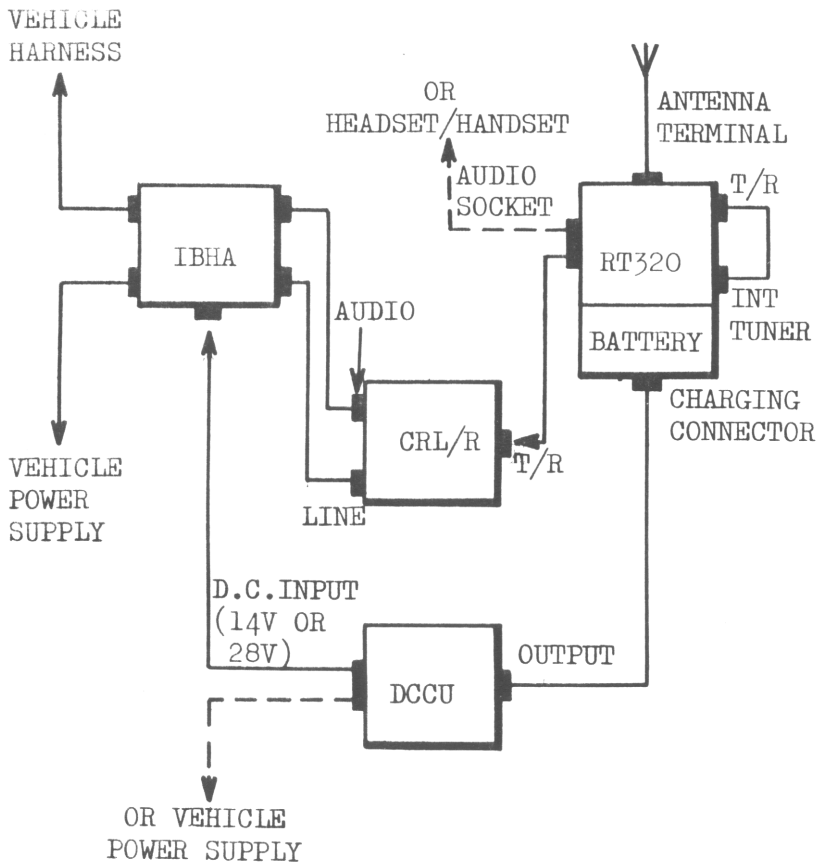 VEHICLE
HARNESS
OR
HEADSET/HANDSET
ANTENNA
TERMINAL
AUDIO
SOCKET
T/R
IBHA
RT320
INT
TUNER
AUDIO
BATTERY
CHARGING
CONNECTOR
CRL/R
T/R
VEHICLE
POWER
SUPPLY
LINE
D.C.INPUT
(14V OR
28V)
OUTPUT
DCCU
OR VEHICLE
POWER SUPPLY